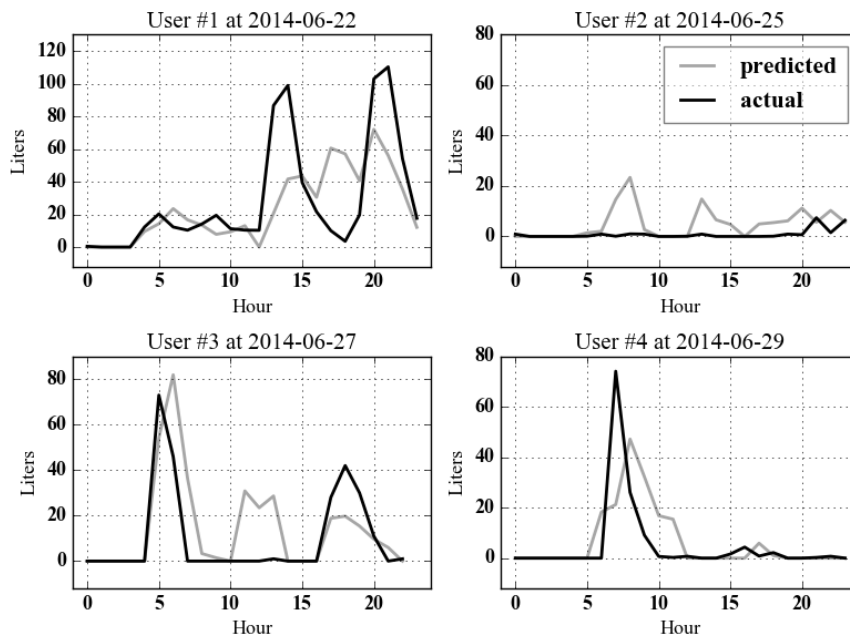 User #1 at 2014-06-22
120
100
80
60
40
20
0
Liters
0 5 10 15 20
Hour
User #2 at 2014-06-25
80
60
40
20
0
Liters
predicted
actual
0 5 10 15 20
Hour
User #3 at 2014-06-27
80
60
40
20
0
Liters
0 5 10 15 20
Hour
User #4 at 2014-06-29
80
60
40
20
0
Liters
0 5 10 15 20
Hour